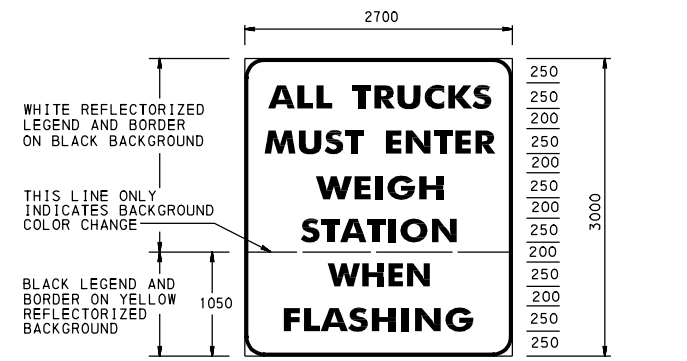 2700
WHITE REFLECTORIZED
LEGEND AND BORDER
ON BLACK BACKGROUND
THIS LINE ONLY
INDICATES BACKGROUND
COLOR CHANGE
BLACK LEGEND AND
BORDER ON YELLOW
REFLECTORIZED
BACKGROUND
1050
ALL TRUCKS
MUST ENTER
WEIGH
STATION
WHEN
FLASHING
250
250
200
250
200
250
200
250
200
250
200
250
250
3000